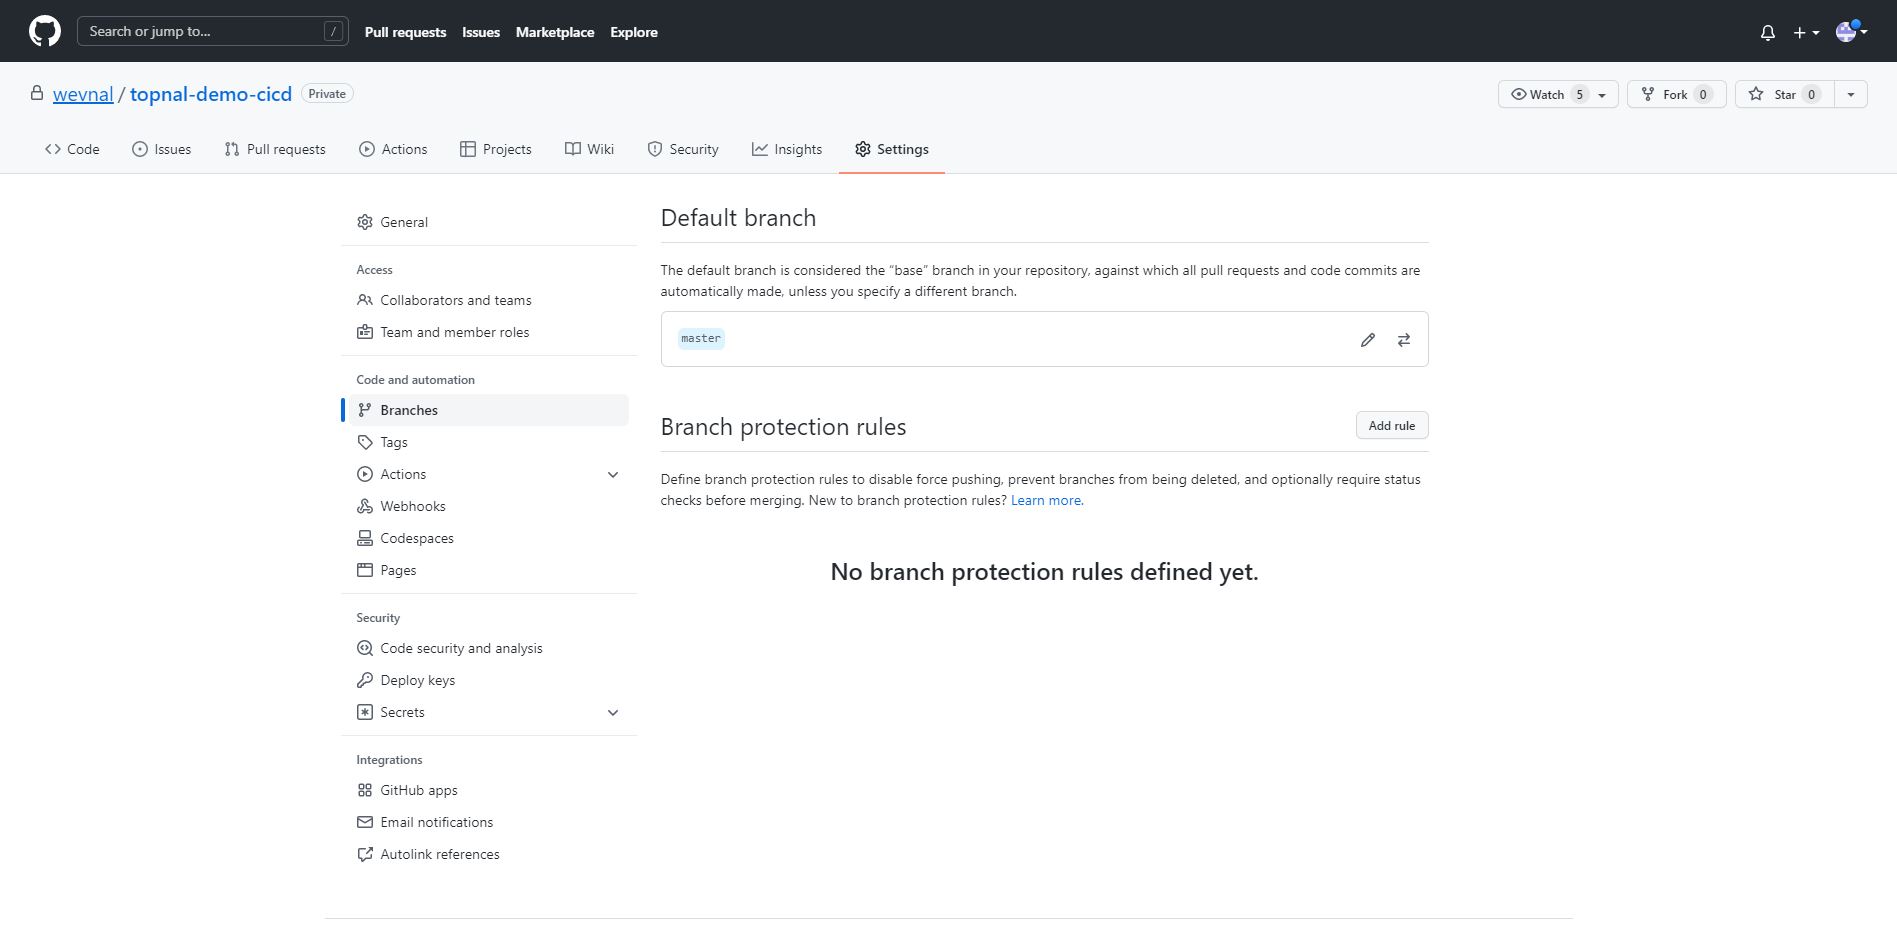 Search or jump to... /
Pull requests Issues Marketplace Explore
wevnal / topnal-demo-cicd Private
Watch 5 Fork 0 Star 0
Code Issues Pull requests Actions Projects Wiki Security Insights Settings
General
Access
Collaborators and teams
Team and member roles
Code and automation
Branches
Tags
Actions
Webhooks
Codespaces
Pages
Security
Code security and analysis
Deploy keys
Secrets
Integrations
GitHub apps
Email notifications
Autolink references
Default branch
The default branch is considered the “base” branch in your repository, against which all pull requests and code commits are
automatically made, unless you specify a different branch.
master
Branch protection rules Add rule
Define branch protection rules to disable force pushing, prevent branches from being deleted, and optionally require status
checks before merging. New to branch protection rules? Learn more.
No branch protection rules defined yet.